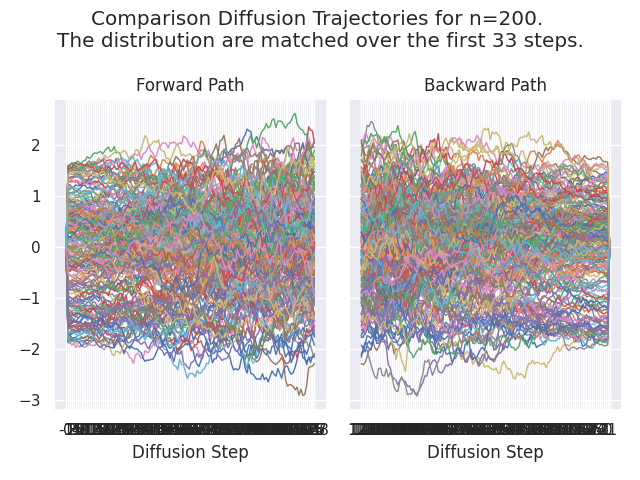 Comparison Diffusion Trajectories for n=200.
The distribution are matched over the first 33 steps.
Forward Path
Backward Path
2
1
0
−1
−2
−3
Diffusion Step
Diffusion Step